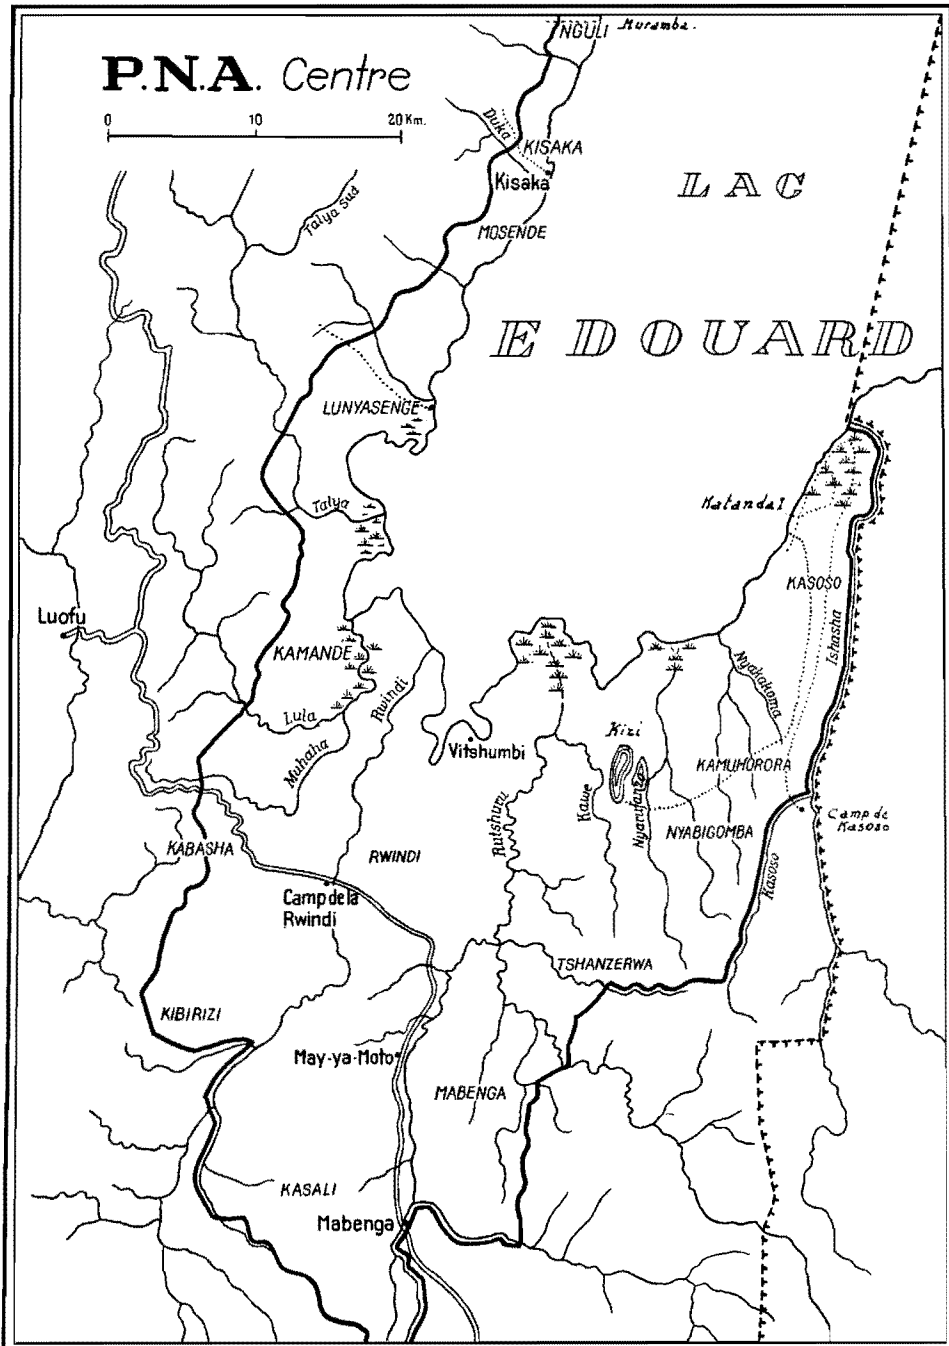 NGULI Muramba.
P.N.A. Centre
0 10 20 Km.
Duka
KISAKA
Kisaka
LAC
Talya Sud
MOSENDE
EDOUARD
LUNYASENGE
Talya
Katanda I
KASOSO
Luofu
Ishasha
KAMANDE
Nyakakoma
Rwindi
Lula
Kizi
Vitshumbi
Muhaha
KAMUHORORA
Rutshuru
Kawe
Nyarufanza
NYABIGOMBA
Camp de
Kasoso
KABASHA
RWINDI
Kasoso
Camp de la
Rwindi
TSHANZERWA
KIBIRIZI
May-ya-Moto
MABENGA
KASALI
Mabenga